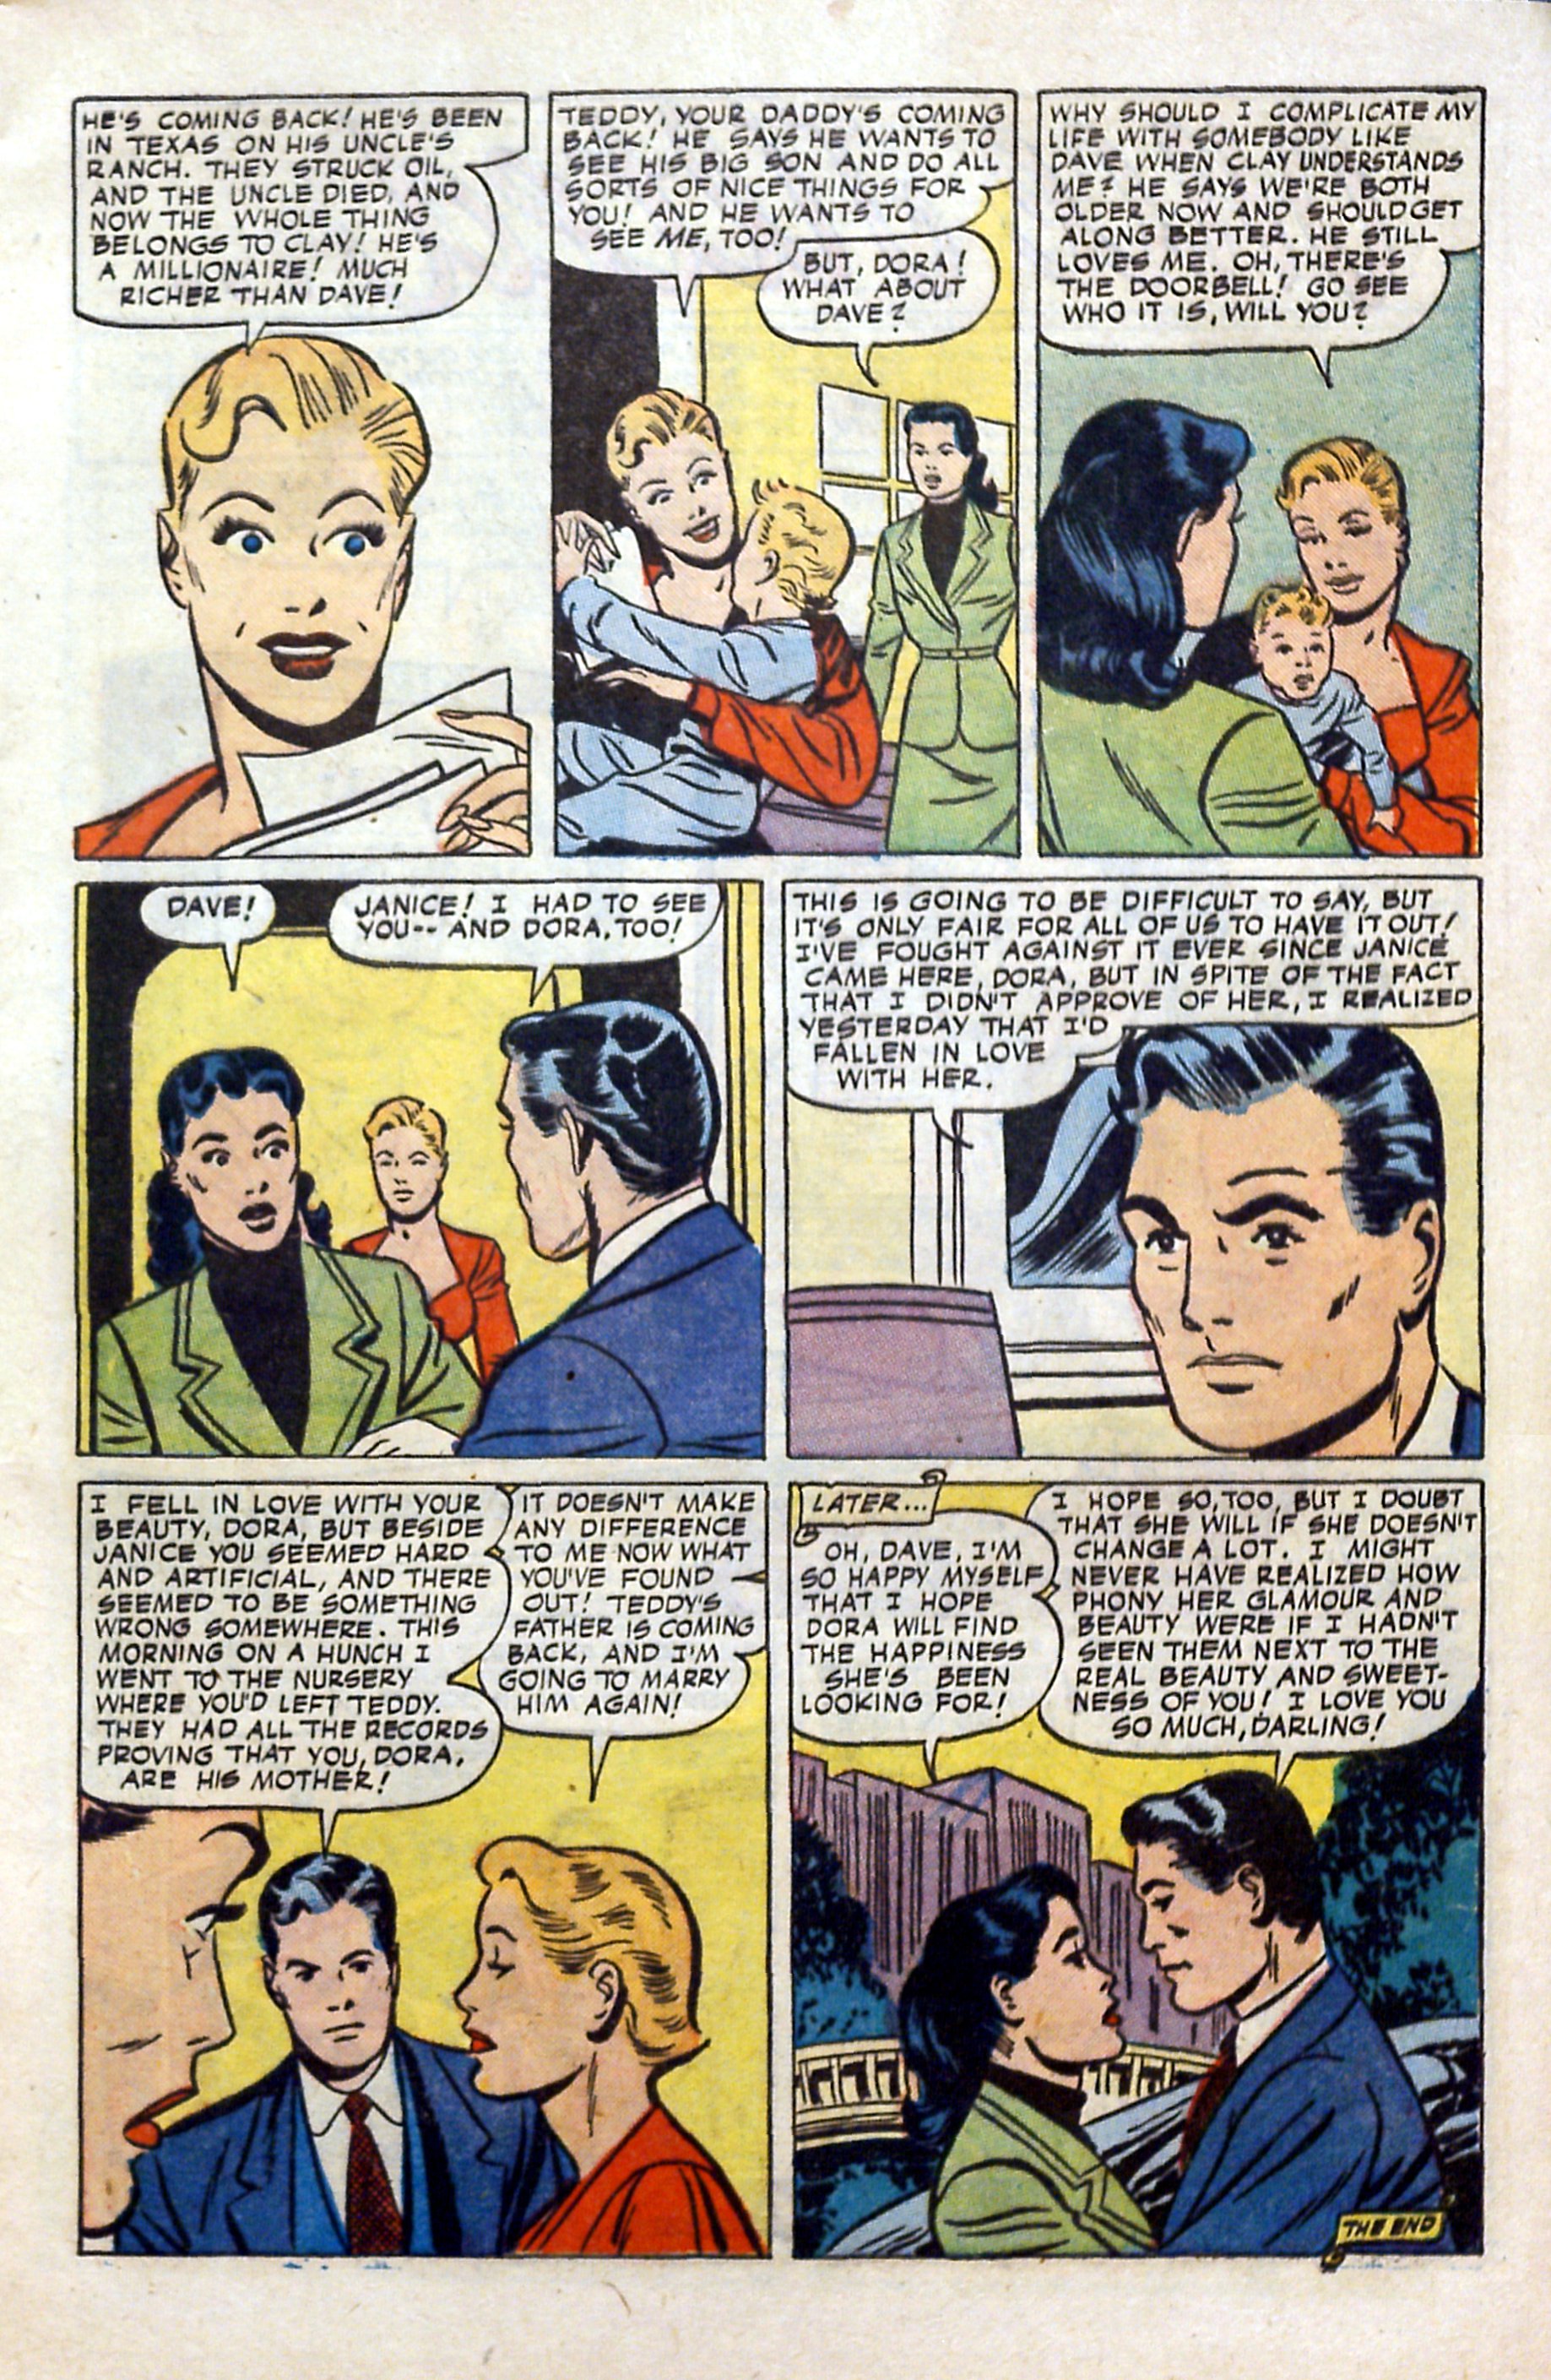 HE'S COMING BACK! HE'S BEEN
IN TEXAS ON HIS UNCLE'S
RANCH. THEY STRUCK OIL,
AND THE UNCLE DIED, AND
NOW THE WHOLE THING
BELONGS TO CLAY! HE'S
A MILLIONAIRE! MUCH
RICHER THAN DAVE!
TEDDY, YOUR DADDY'S COMING
BACK! HE SAYS HE WANTS TO
SEE HIS BIG SON AND DO ALL
SORTS OF NICE THINGS FOR
YOU! AND HE WANTS TO
SEE ME, TOO!
BUT, DORA!
WHAT ABOUT
DAVE?
WHY SHOULD I COMPLICATE MY
LIFE WITH SOMEBODY LIKE
DAVE WHEN CLAY UNDERSTANDS
ME? HE SAYS WE'RE BOTH
OLDER NOW AND SHOULD GET
ALONG BETTER. HE STILL
LOVES ME. OH, THERE'S
THE DOORBELL! GO SEE
WHO IT IS, WILL YOU?
DAVE!
JANICE! I HAD TO SEE
YOU-- AND DORA, TOO!
THIS IS GOING TO BE DIFFICULT TO SAY, BUT
IT'S ONLY FAIR FOR ALL OF US TO HAVE IT OUT!
I'VE FOUGHT AGAINST IT EVER SINCE JANICE
CAME HERE, DORA, BUT IN SPITE OF THE FACT
THAT I DIDN'T APPROVE OF HER, I REALIZED
YESTERDAY THAT I'D
FALLEN IN LOVE
WITH HER.
I FELL IN LOVE WITH YOUR
BEAUTY, DORA, BUT BESIDE
JANICE YOU SEEMED HARD
AND ARTIFICIAL, AND THERE
SEEMED TO BE SOMETHING
WRONG SOMEWHERE. THIS
MORNING ON A HUNCH I
WENT TO THE NURSERY
WHERE YOU'D LEFT TEDDY.
THEY HAD ALL THE RECORDS
PROVING THAT YOU, DORA,
ARE HIS MOTHER!
IT DOESN'T MAKE
ANY DIFFERENCE
TO ME NOW WHAT
YOU'VE FOUND
OUT! TEDDY'S
FATHER IS COMING
BACK, AND I'M
GOING TO MARRY
HIM AGAIN!
LATER...
OH, DAVE, I'M
SO HAPPY MYSELF
THAT I HOPE
DORA WILL FIND
THE HAPPINESS
SHE'S BEEN
LOOKING FOR!
I HOPE SO, TOO, BUT I DOUBT
THAT SHE WILL IF SHE DOESN'T
CHANGE A LOT. I MIGHT
NEVER HAVE REALIZED HOW
PHONY HER GLAMOUR AND
BEAUTY WERE IF I HADN'T
SEEN THEM NEXT TO THE
REAL BEAUTY AND SWEET-
NESS OF YOU! I LOVE YOU
SO MUCH, DARLING!
THE END